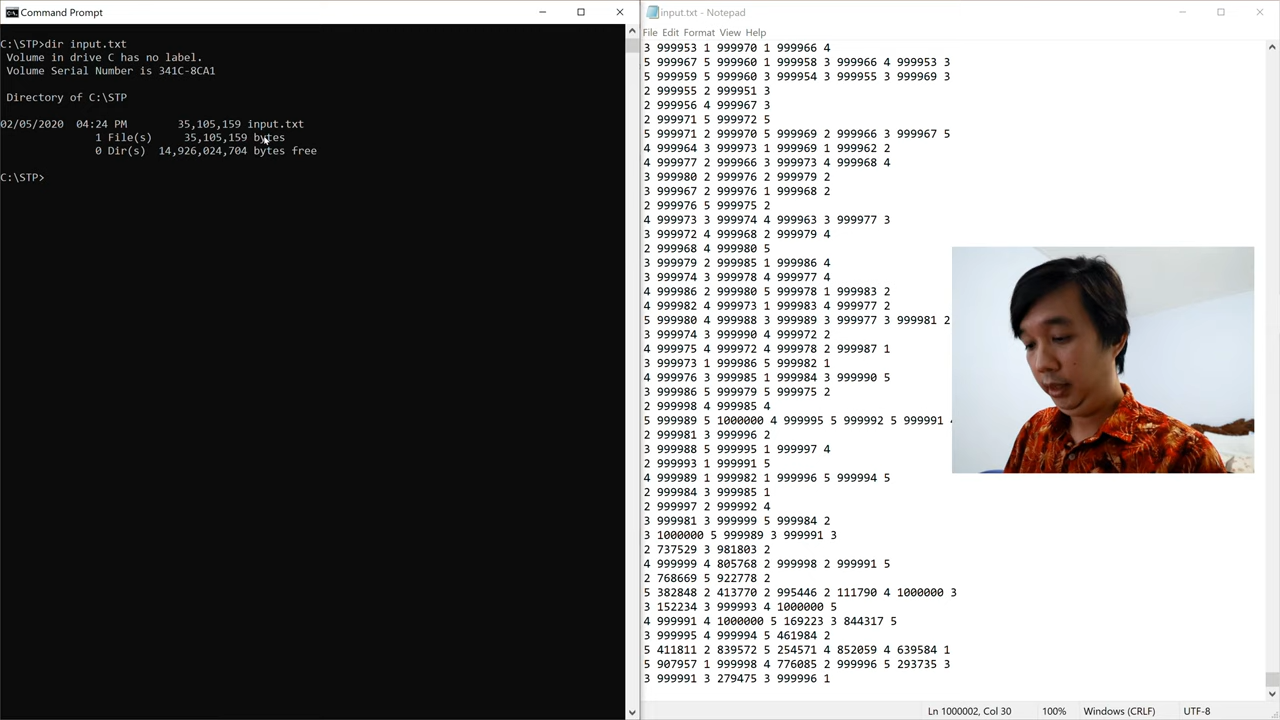 Command Prompt
C:\STP>dir input.txt
Volume in drive C has no label.
Volume Serial Number is 341C-8CA1
Directory of C:\STP
02/05/2020 04:24 PM 35,105,159 input.txt
1 File(s) 35,105,159 bytes
0 Dir(s) 14,926,024,704 bytes free
C:\STP>
input.txt - Notepad
File Edit Format View Help
3 999953 1 999970 1 999966 4
5 999967 5 999960 1 999958 3 999966 4 999953 3
5 999959 5 999960 3 999954 3 999955 3 999969 3
2 999955 2 999951 3
2 999956 4 999967 3
2 999971 5 999972 5
5 999971 2 999970 5 999969 2 999966 3 999967 5
4 999964 3 999973 1 999969 1 999962 2
4 999977 2 999966 3 999973 4 999968 4
3 999980 2 999976 2 999979 2
3 999967 2 999976 1 999968 2
2 999976 5 999975 2
4 999973 3 999974 4 999963 3 999977 3
3 999972 4 999968 2 999979 4
2 999968 4 999980 5
3 999979 2 999985 1 999986 4
3 999974 3 999978 4 999977 4
4 999986 2 999980 5 999978 1 999983 2
4 999982 4 999973 1 999983 4 999977 2
5 999980 4 999988 3 999989 3 999977 3 999981 2
3 999974 3 999990 4 999972 2
4 999975 4 999972 4 999978 2 999987 1
3 999973 1 999986 5 999982 1
4 999976 3 999985 1 999984 3 999990 5
3 999986 5 999979 5 999975 2
2 999998 4 999985 4
5 999989 5 1000000 4 999995 5 999992 5 999991
2 999981 3 999996 2
3 999988 5 999995 1 999997 4
2 999993 1 999991 5
4 999989 1 999982 1 999996 5 999994 5
2 999984 3 999985 1
2 999997 2 999992 4
3 999981 3 999999 5 999984 2
3 1000000 5 999989 3 999991 3
2 737529 3 981803 2
4 999999 4 805768 2 999998 2 999991 5
2 768669 5 922778 2
5 382848 2 413770 2 995446 2 111790 4 1000000 3
3 152234 3 999993 4 1000000 5
4 999991 4 1000000 5 169223 3 844317 5
3 999995 4 999994 5 461984 2
5 411811 2 839572 5 254571 4 852059 4 639584 1
5 907957 1 999998 4 776085 2 999996 5 293735 3
3 999991 3 279475 3 999996 1
Ln 1000002, Col 30 100% Windows (CRLF) UTF-8